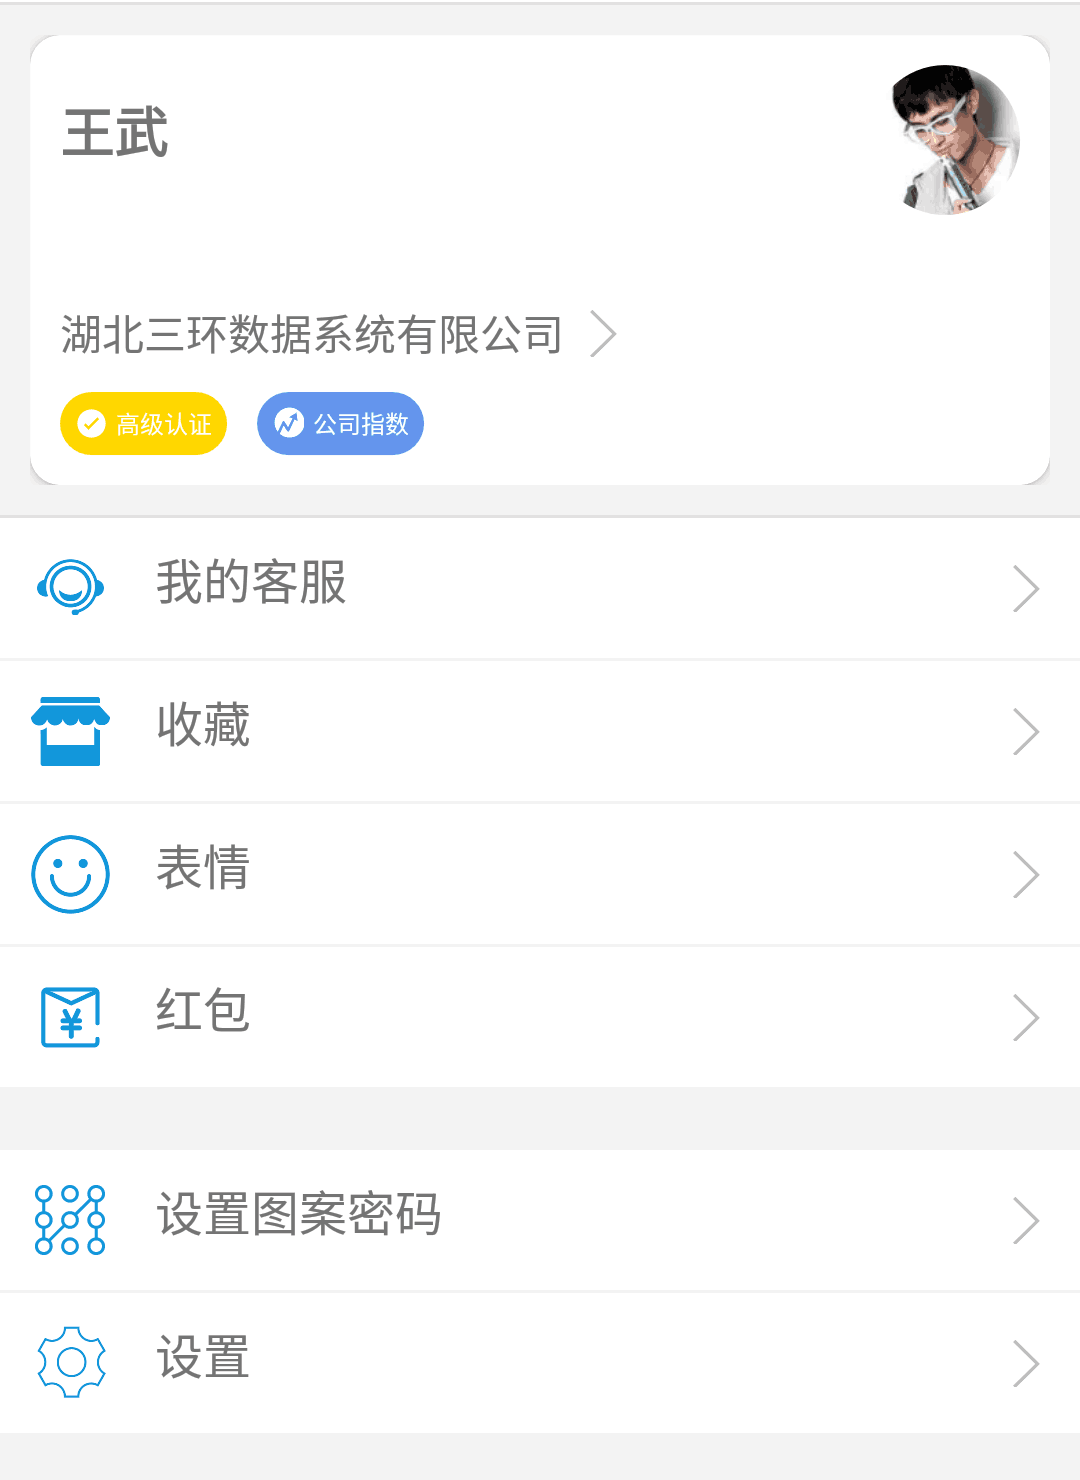 王武
湖北三环数据系统有限公司
高级认证 公司指数
我的客服
收藏
表情
红包
设置图案密码
设置